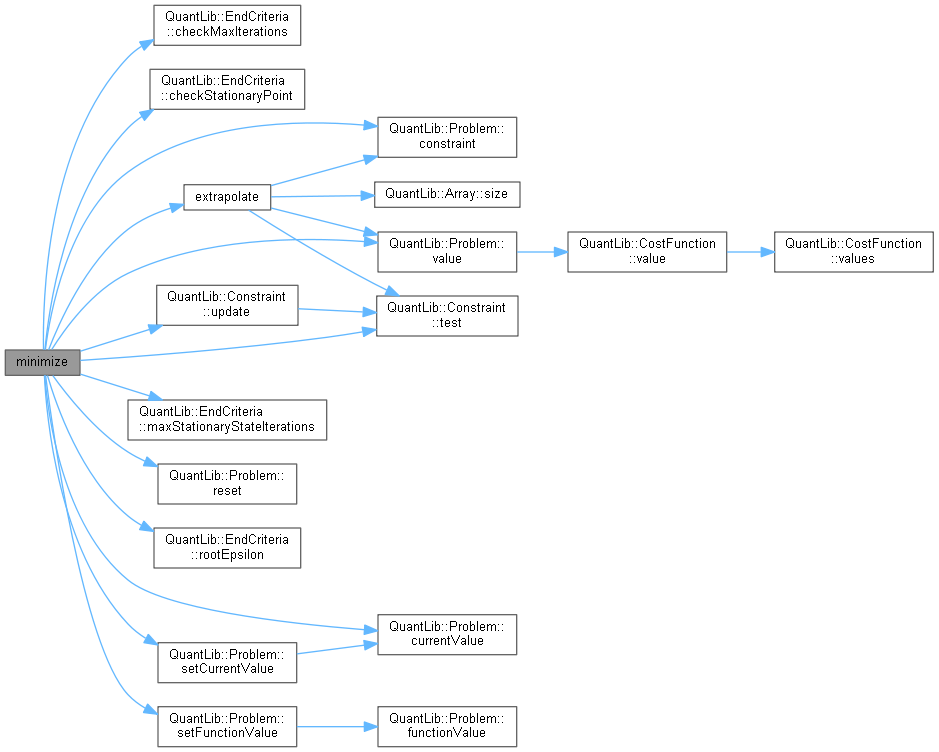 QuantLib::EndCriteria
::checkMaxIterations
QuantLib::EndCriteria
::checkStationaryPoint
QuantLib::Problem::
constraint
extrapolate
QuantLib::Array::size
QuantLib::Problem::
value
QuantLib::CostFunction
::value
QuantLib::CostFunction
::values
QuantLib::Constraint
::update
QuantLib::Constraint
::test
minimize
QuantLib::EndCriteria
::maxStationaryStateIterations
QuantLib::Problem::
reset
QuantLib::EndCriteria
::rootEpsilon
QuantLib::Problem::
currentValue
QuantLib::Problem::
setCurrentValue
QuantLib::Problem::
setFunctionValue
QuantLib::Problem::
functionValue